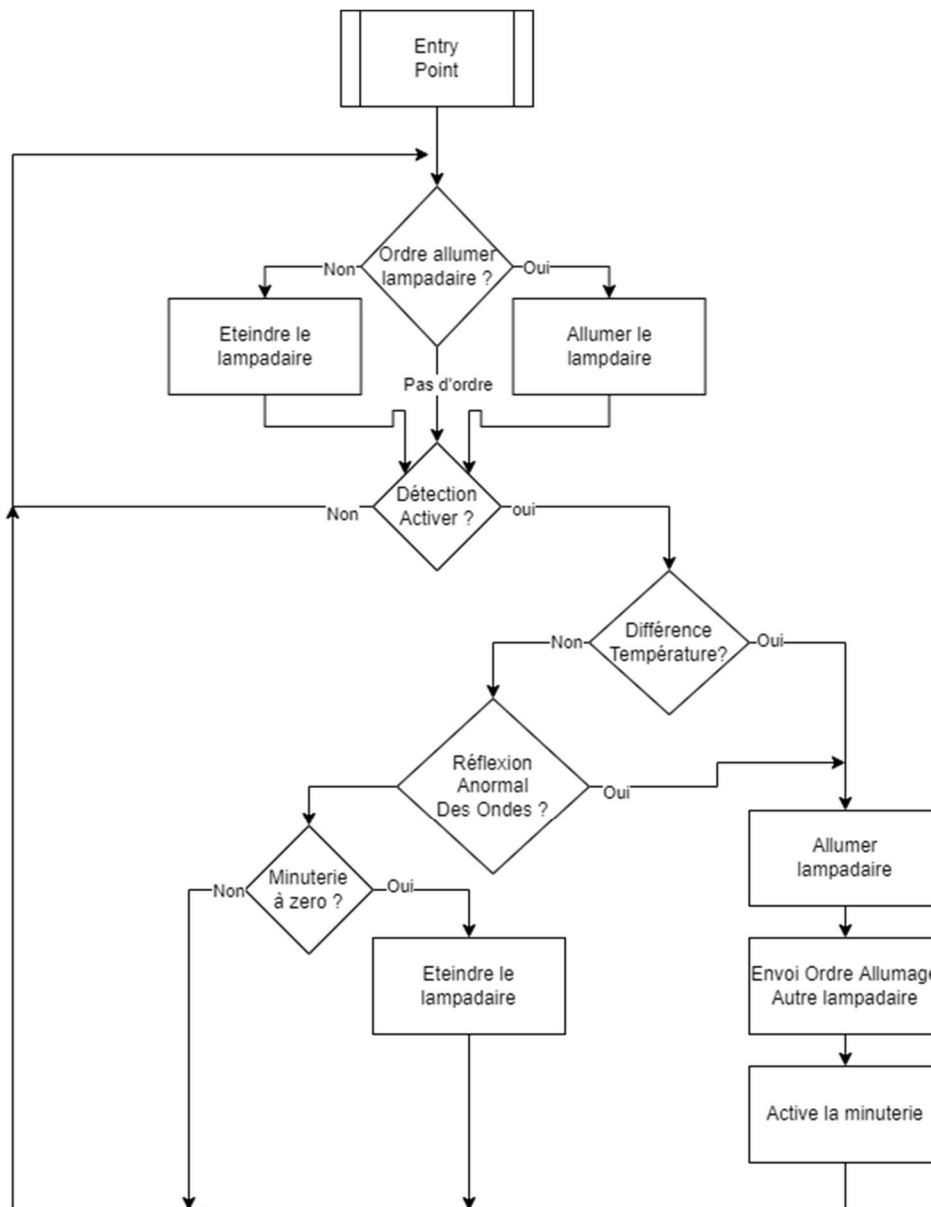 Entry
Point
Ordre allumer
lampadaire ?
Non
Oui
Eteindre le
lampadaire
Allumer le
lampdaire
Pas d'ordre
Détection
Activer ?
Non
oui
Différence
Température?
Non
Oui
Réflexion
Anormal
Des Ondes ?
Oui
Allumer
lampadaire
Minuterie
à zero ?
Non
Oui
Eteindre le
lampadaire
Envoi Ordre Allumage
Autre lampadaire
Active la minuterie